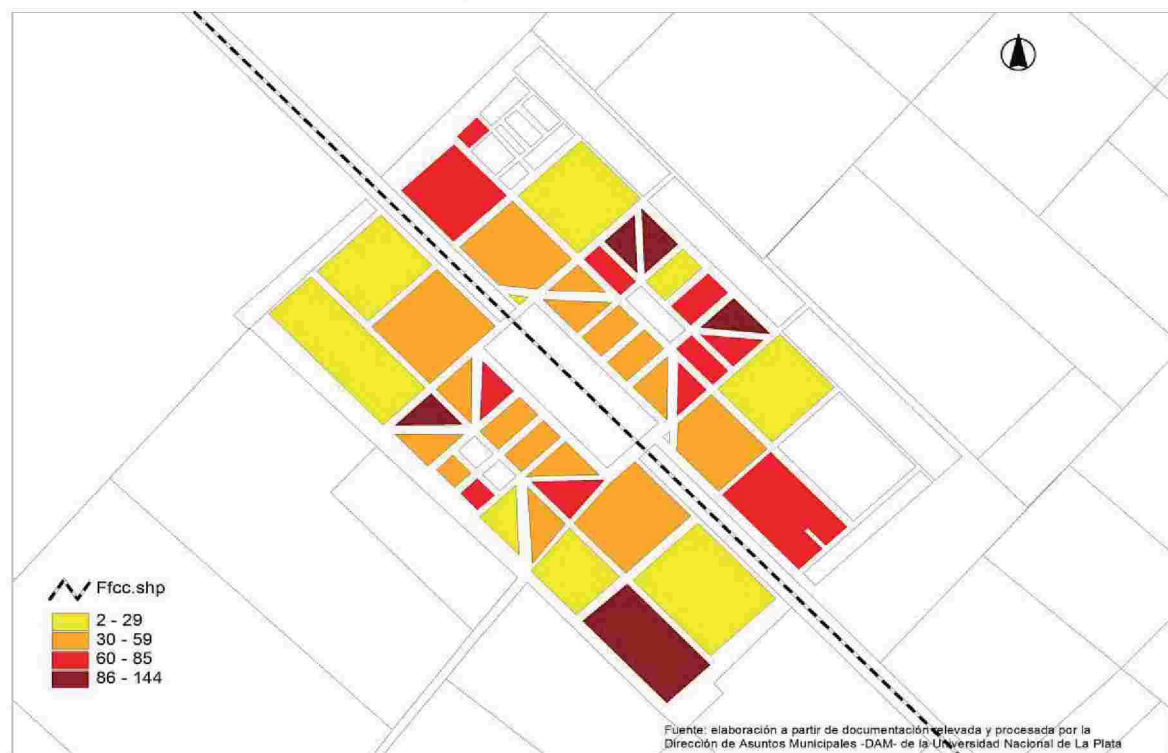 Ffcc.shp
2 - 29
30 - 59
60 - 85
86 - 144
Fuente: elaboración a partir de documentación relevada y procesada por la
Dirección de Asuntos Municipales -DAM- de la Universidad Nacional de La Plata